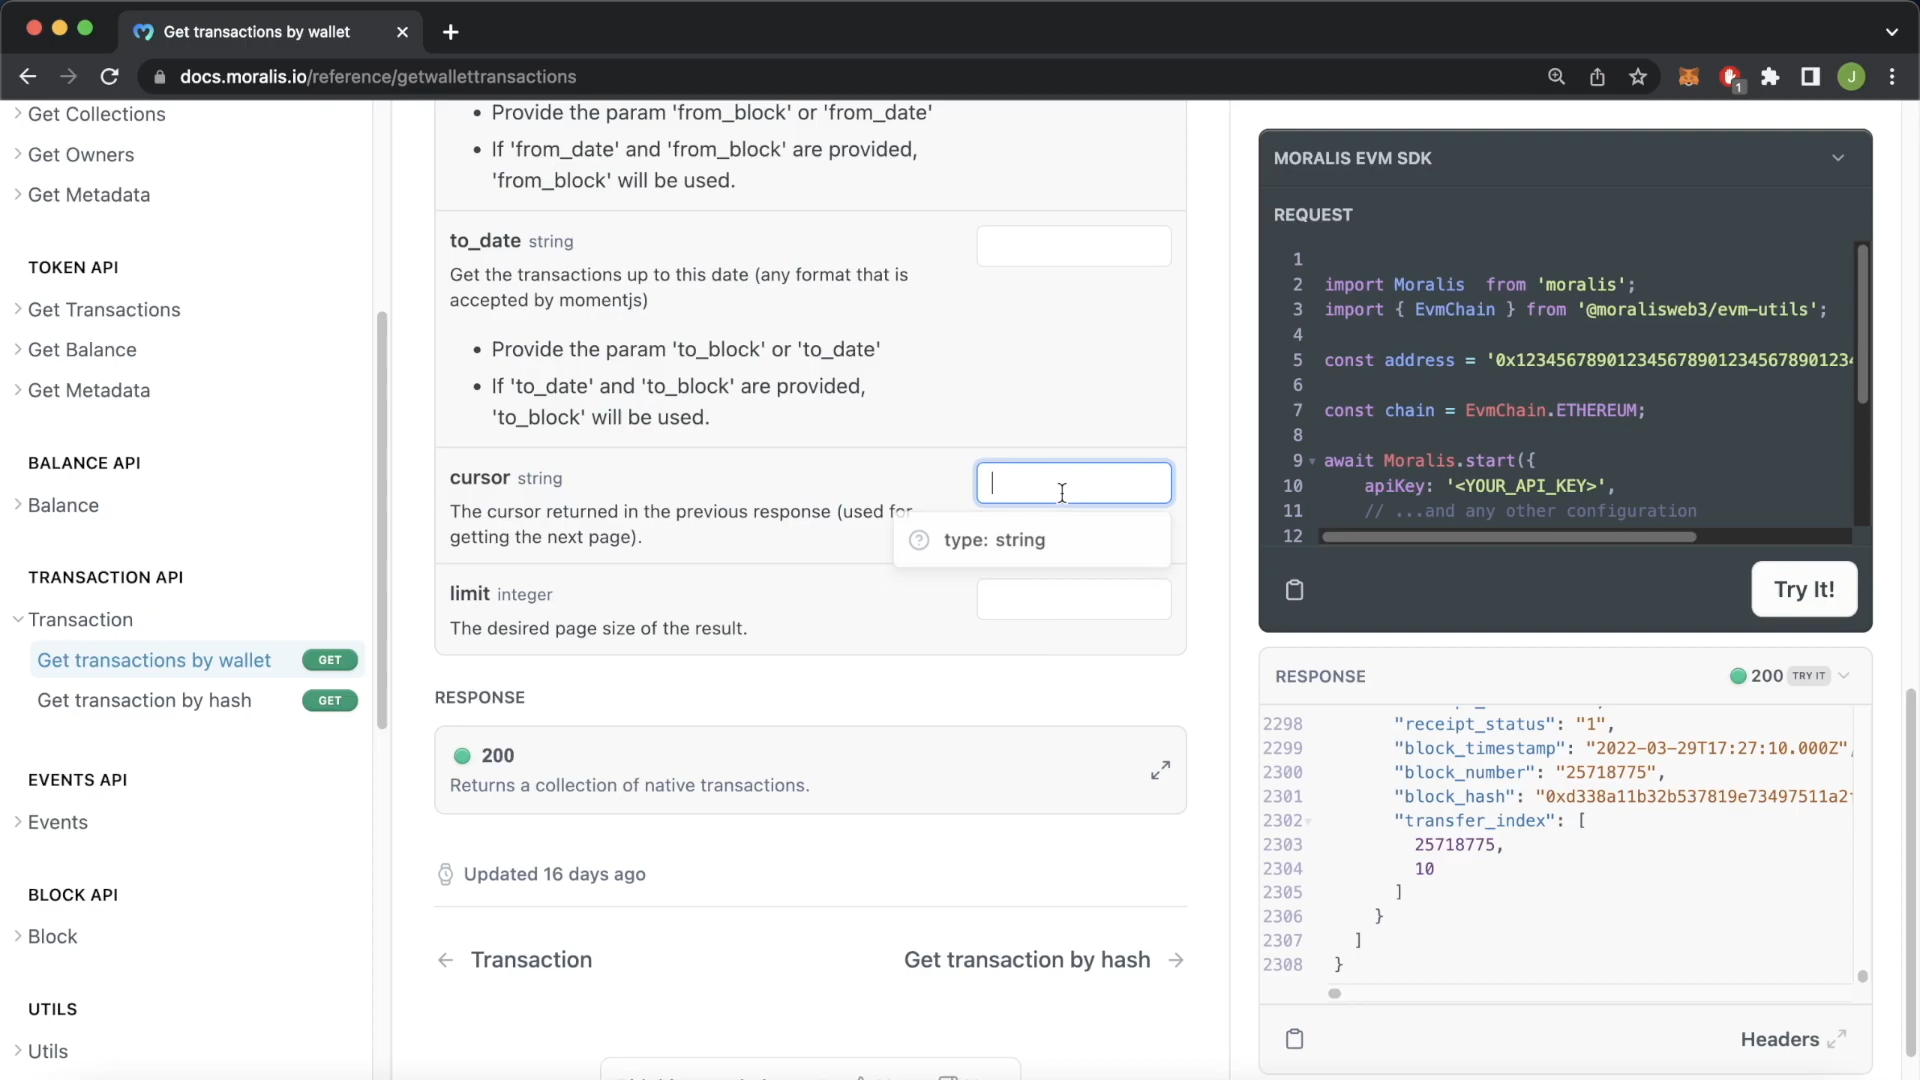 Get transactions by wallet
docs.moralis.io/reference/getwallettransactions
1
J
Get Collections
Get Owners
Get Metadata
TOKEN API
Get Transactions
Get Balance
Get Metadata
BALANCE API
Balance
TRANSACTION API
Transaction
Get transactions by wallet GET
Get transaction by hash GET
EVENTS API
Events
BLOCK API
Block
UTILS
Utils
Provide the param 'from_block' or 'from_date'
If 'from_date' and 'from_block' are provided,
'from_block' will be used.
to_date string
Get the transactions up to this date (any format that is
accepted by momentjs)
Provide the param 'to_block' or 'to_date'
If 'to_date' and 'to_block' are provided,
'to_block' will be used.
cursor string
The cursor returned in the previous response (used for
getting the next page).
type: string
limit integer
The desired page size of the result.
RESPONSE
200
Returns a collection of native transactions.
Updated 16 days ago
Transaction
Get transaction by hash
MORALIS EVM SDK
REQUEST
1
2 import Moralis from 'moralis';
3 import { EvmChain } from '@moralisweb3/evm-utils';
4
5 const address = '0x1234567890123456789012345678901234
6
7 const chain = EvmChain.ETHEREUM;
8
9 await Moralis.start({
10 apiKey: '<YOUR_API_KEY>',
11 // ...and any other configuration
12
Try It!
RESPONSE
200 TRY IT
2298 "receipt_status": "1",
2299 "block_timestamp": "2022-03-29T17:27:10.000Z",
2300 "block_number": "25718775",
2301 "block_hash": "0xd338a11b32b537819e73497511a2
2302 "transfer_index": [
2303 25718775,
2304 10
2305 ]
2306 }
2307 ]
2308 }
Headers